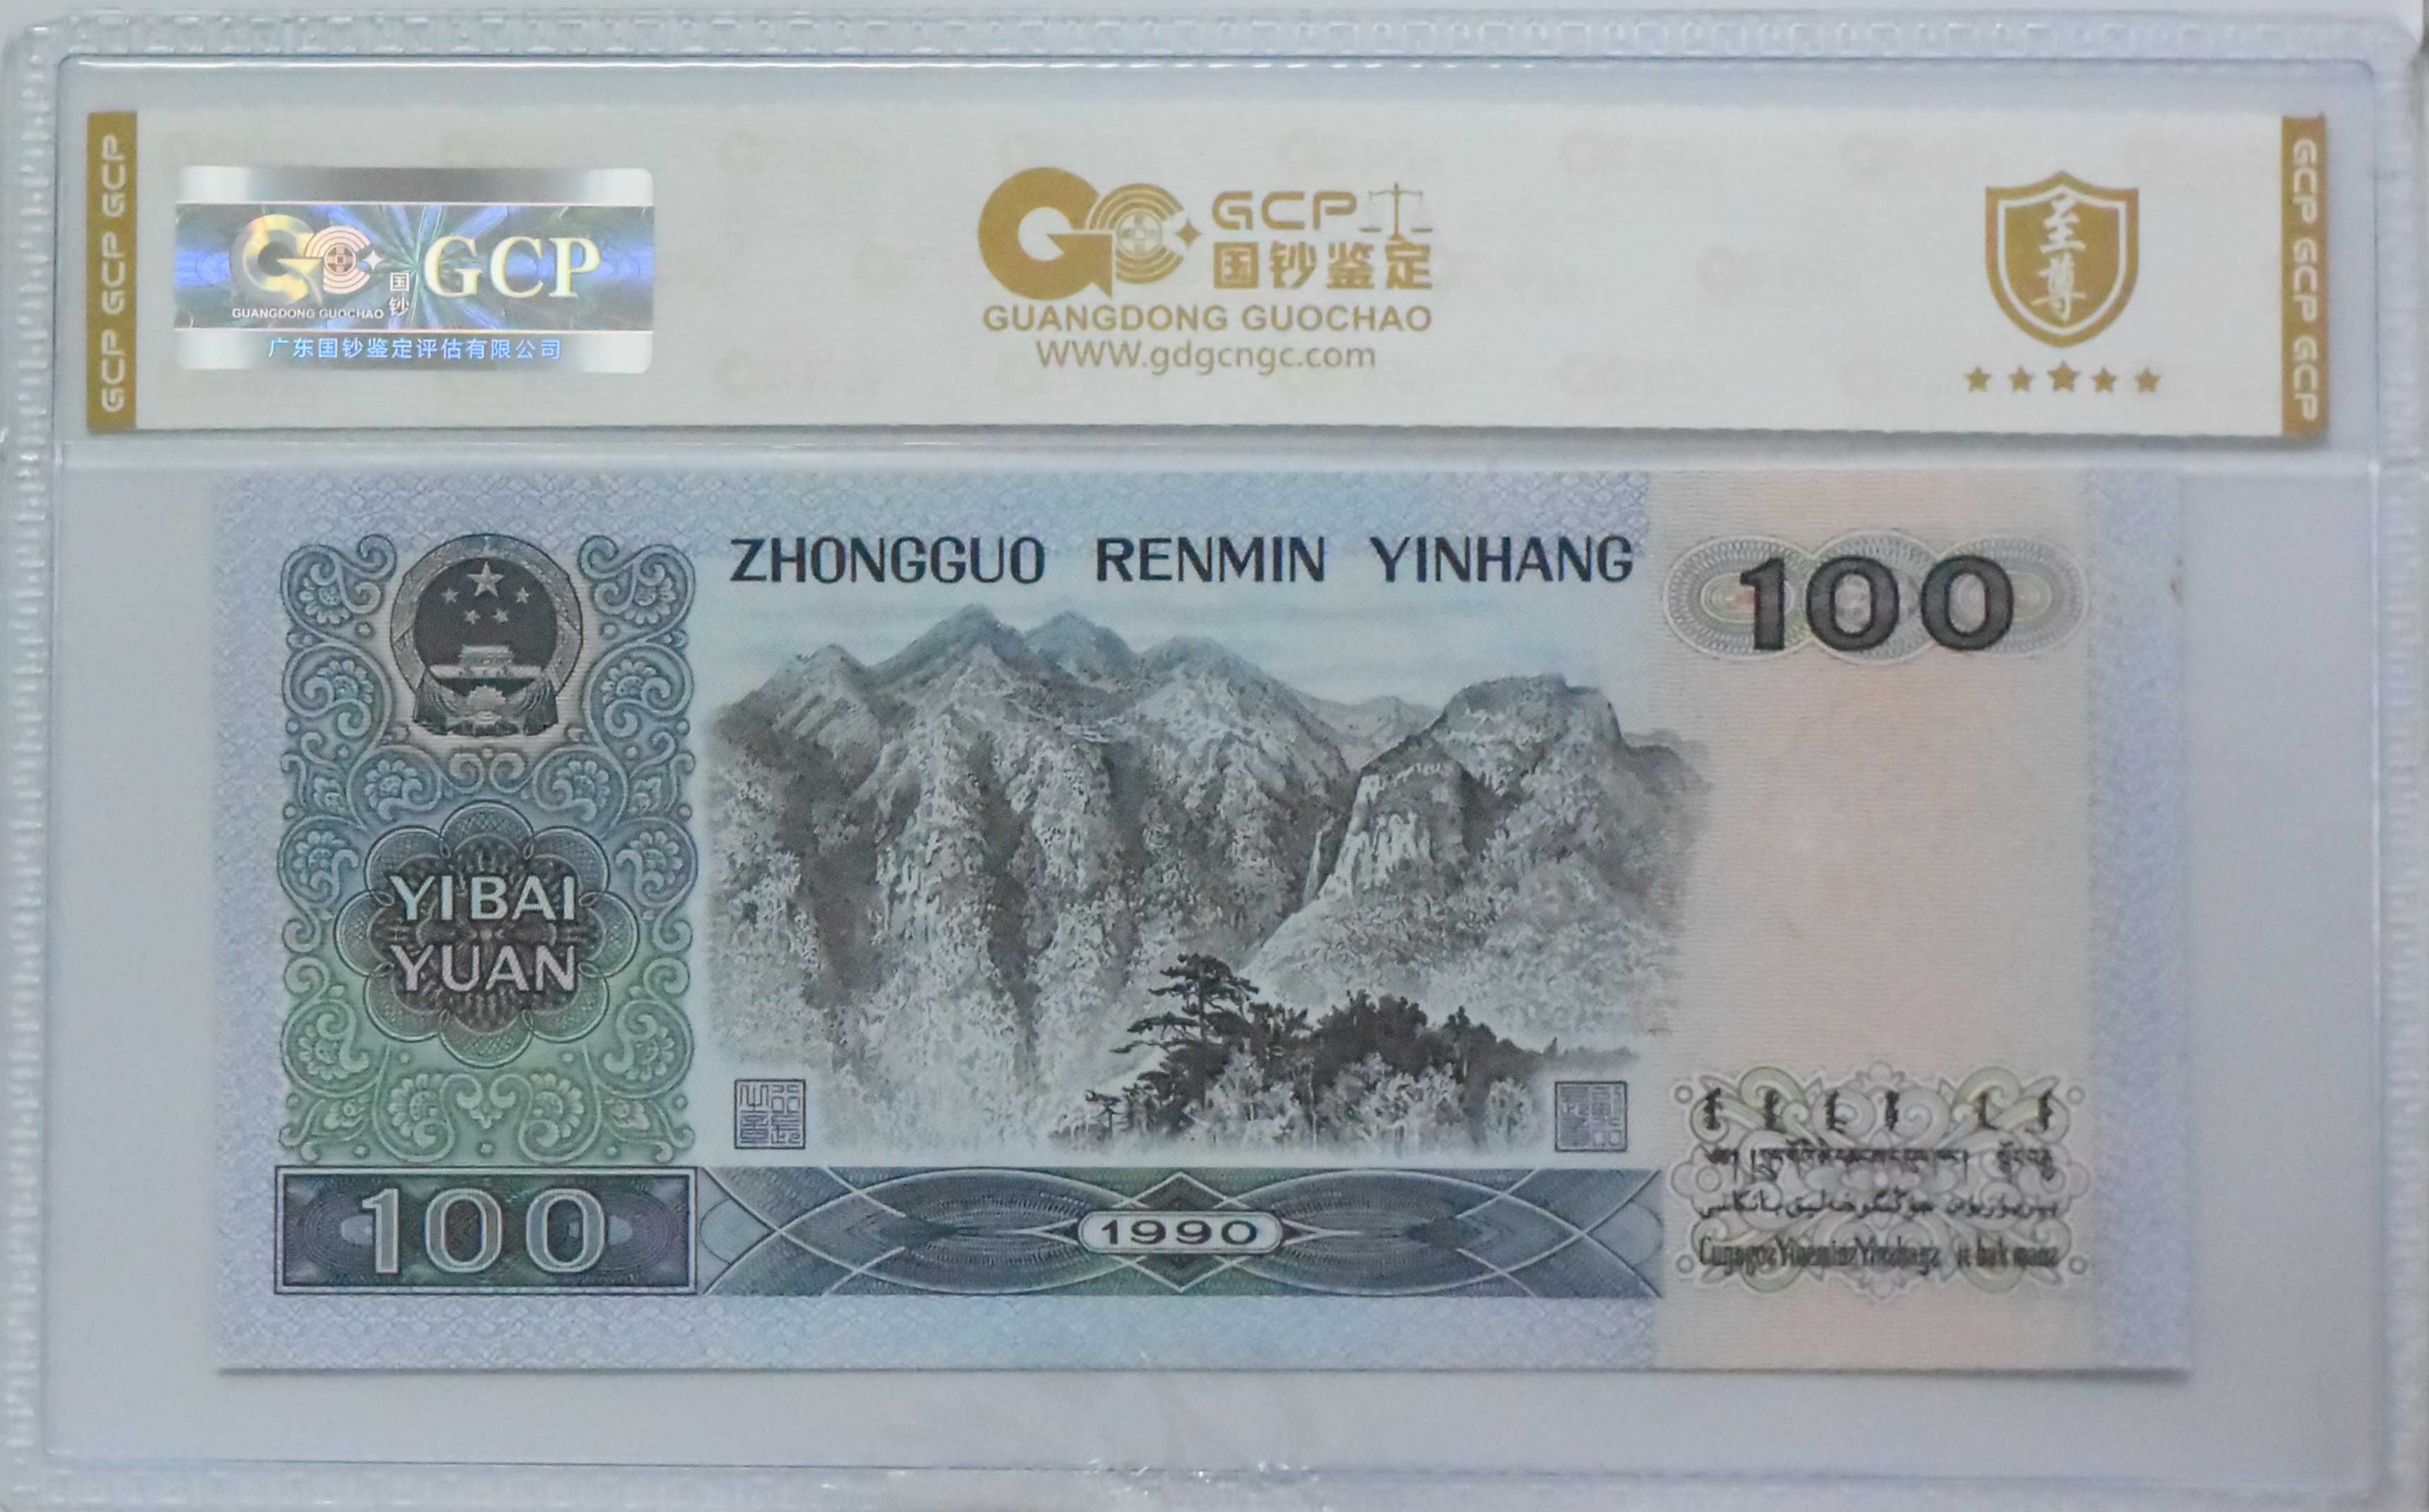 GCP GCP GCP
国钞 GCP
GUANGDONG GUOCHAO
广东国钞鉴定评估有限公司
GCP
国钞鉴定
GUANGDONG GUOCHAO
WWW.gdgcngc.com
至尊
GCP GCP GCP
ZHONGGUO RENMIN YINHANG
100
YIBAI
YUAN
100
1990